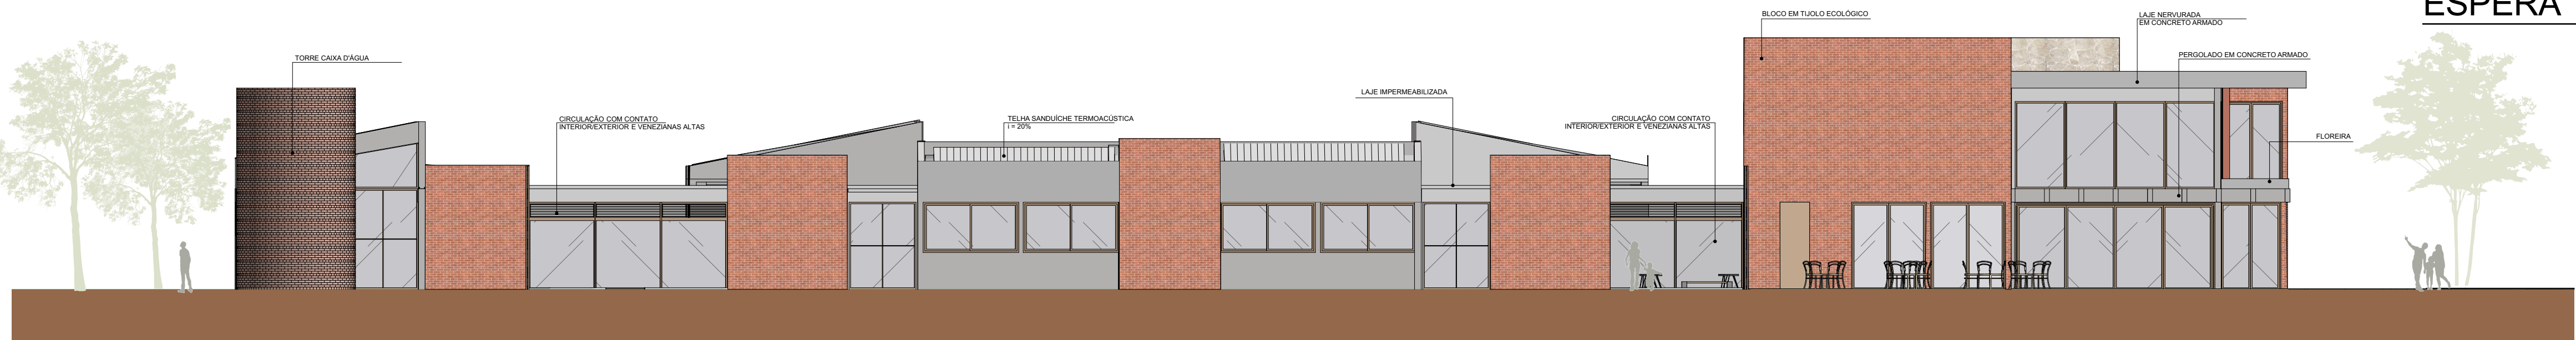 ESPERA
BLOCO EM TIJOLO ECOLÓGICO
LAJE NERVURADA
EM CONCRETO ARMADO
TORRE CAIXA D'ÁGUA
PERGOLADO EM CONCRETO ARMADO
LAJE IMPERMEABILIZADA
CIRCULAÇÃO COM CONTATO
INTERIOR/EXTERIOR E VENEZIANAS ALTAS
TELHA SANDUÍCHE TERMOACÚSTICA
i = 20%
CIRCULAÇÃO COM CONTATO
INTERIOR/EXTERIOR E VENEZIANAS ALTAS
FLOREIRA